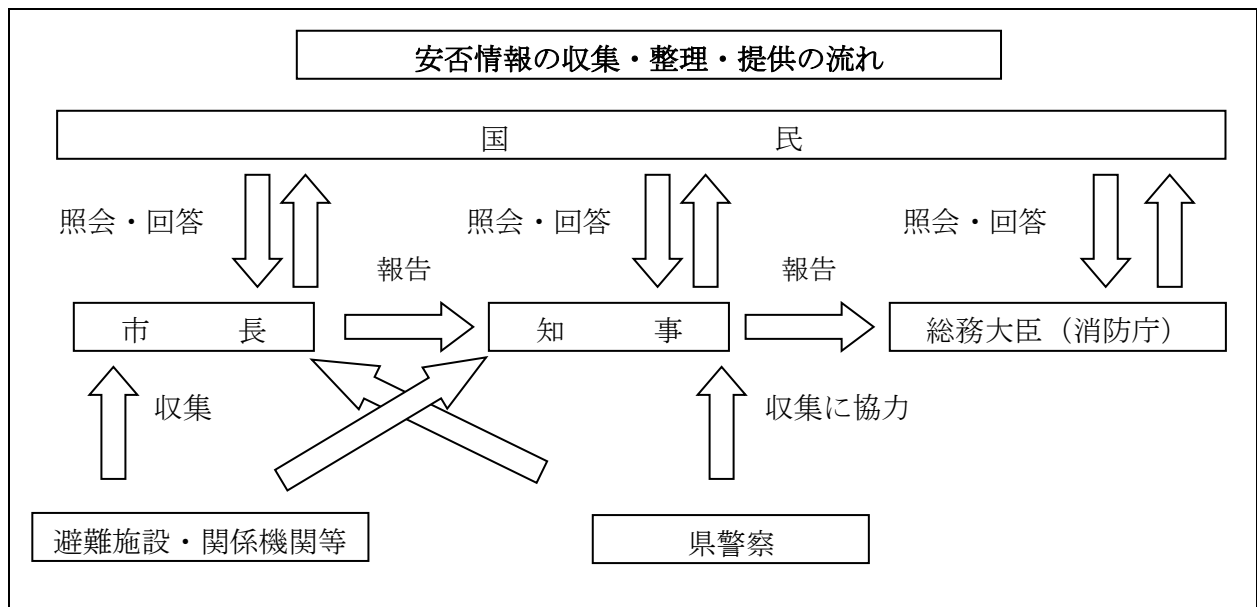 安否情報の収集・整理・提供の流れ
国 民
照会・回答 照会・回答 照会・回答
報告 報告
市 長 知 事 総務大臣(消防庁)
収集 収集に協力
避難施設・関係機関等 県警察